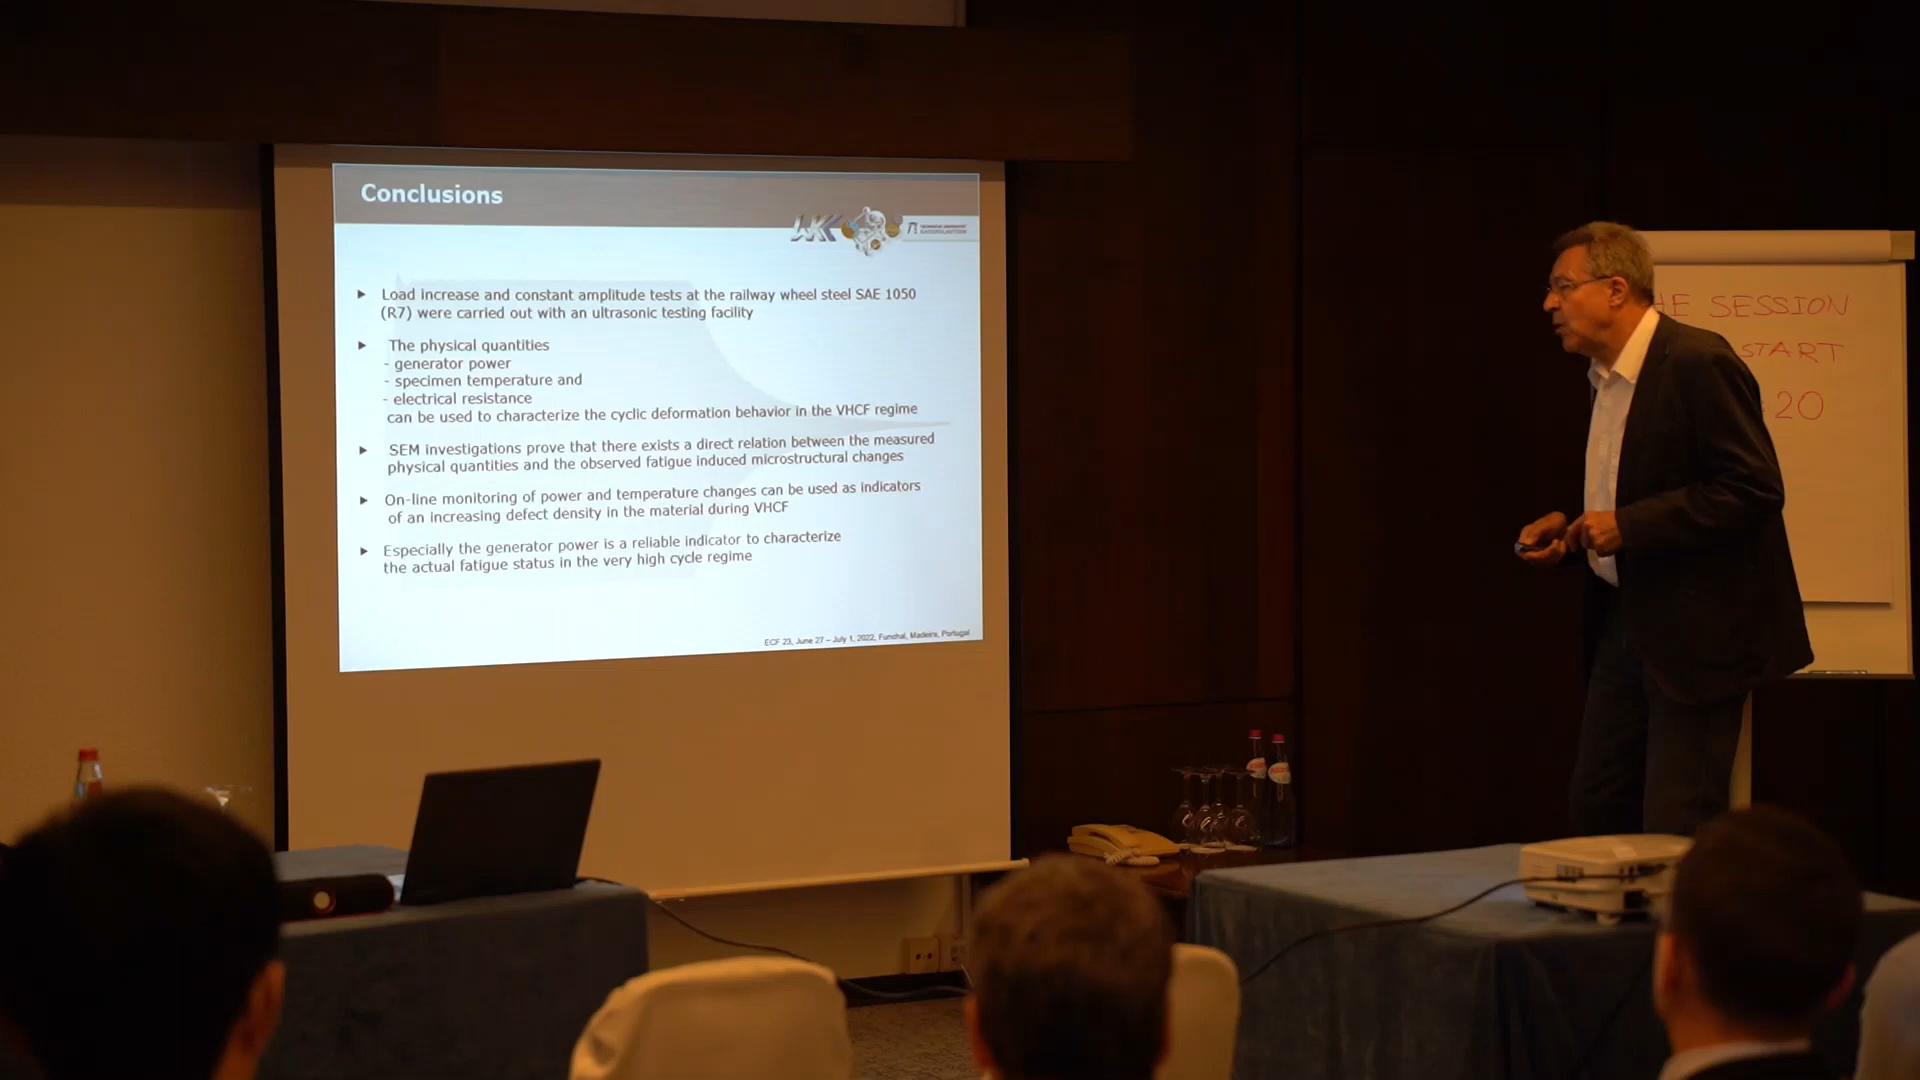 Conclusions
WKK
TECHNISCHE UNIVERSITÄT
KAISERSLAUTERN
► Load increase and constant amplitude tests at the railway wheel steel SAE 1050
(R7) were carried out with an ultrasonic testing facility
► The physical quantities
- generator power
- specimen temperature and
- electrical resistance
can be used to characterize the cyclic deformation behavior in the VHCF regime
► SEM investigations prove that there exists a direct relation between the measured
physical quantities and the observed fatigue induced microstructural changes
► On-line monitoring of power and temperature changes can be used as indicators
of an increasing defect density in the material during VHCF
► Especially the generator power is a reliable indicator to characterize
the actual fatigue status in the very high cycle regime
ECF 23, June 27 – July 1, 2022, Funchal, Madeira, Portugal
HE SESSION
START
20